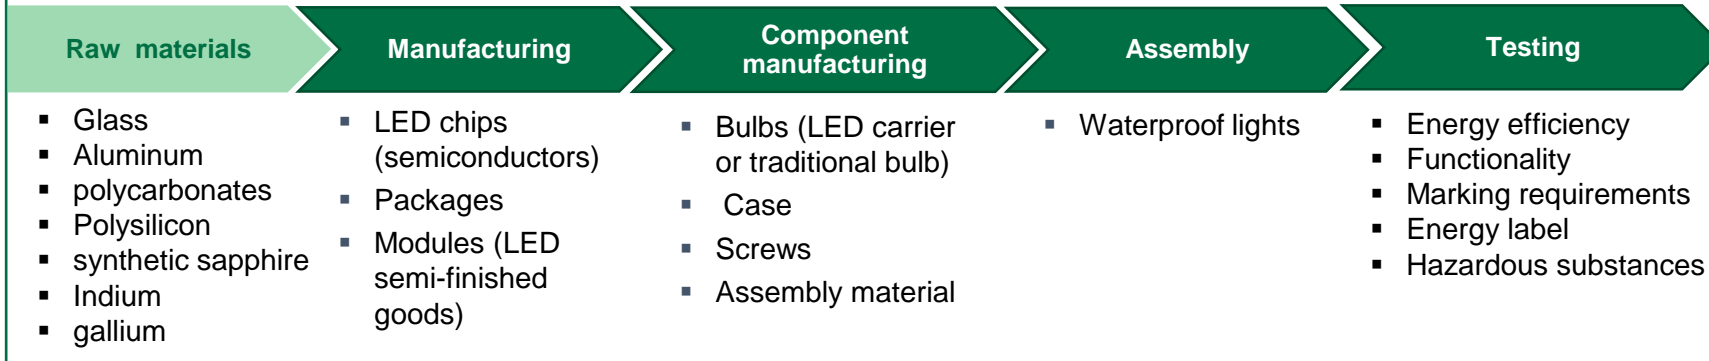 Raw materials
Manufacturing
Component
manufacturing
Assembly
Testing
▪ Glass
▪ Aluminum
▪ polycarbonates
▪ Polysilicon
▪ synthetic sapphire
▪ Indium
▪ gallium
▪ LED chips
(semiconductors)
▪ Packages
▪ Modules (LED
semi-finished
goods)
▪ Bulbs (LED carrier
or traditional bulb)
▪ Case
▪ Screws
▪ Assembly material
▪ Waterproof lights
▪ Energy efficiency
▪ Functionality
▪ Marking requirements
▪ Energy label
▪ Hazardous substances